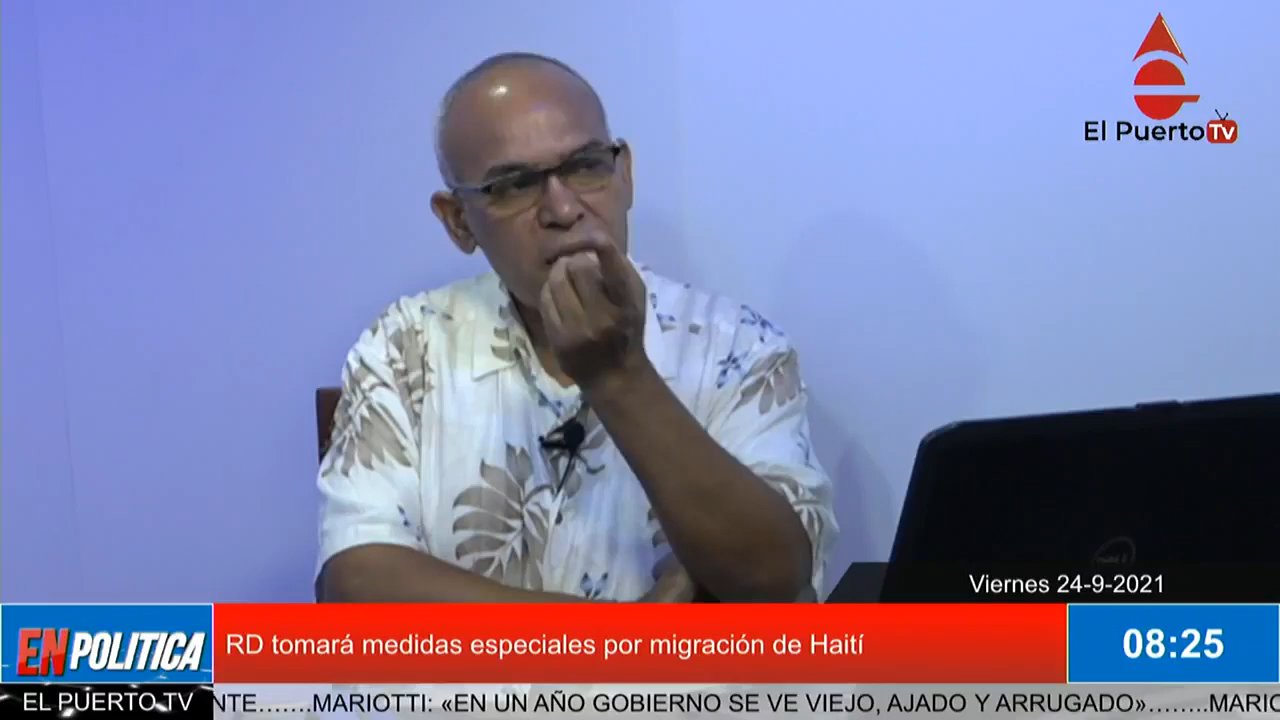 El Puerto Tv
Viernes 24-9-2021
EN POLITICA
RD tomará medidas especiales por migración de Haití
08:25
EL PUERTO TV
NTE.......MARIOTTI: «EN UN AÑO GOBIERNO SE VE VIEJO, AJADO Y ARRUGADO»........MARIO